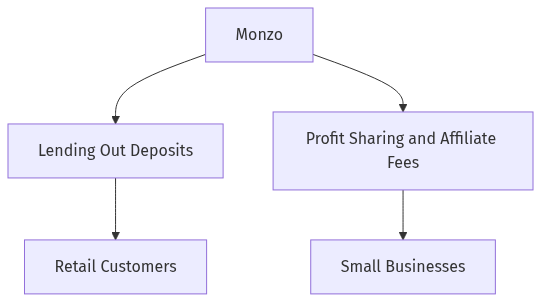 Monzo
Lending Out Deposits
Profit Sharing and Affiliate
Fees
Retail Customers
Small Businesses